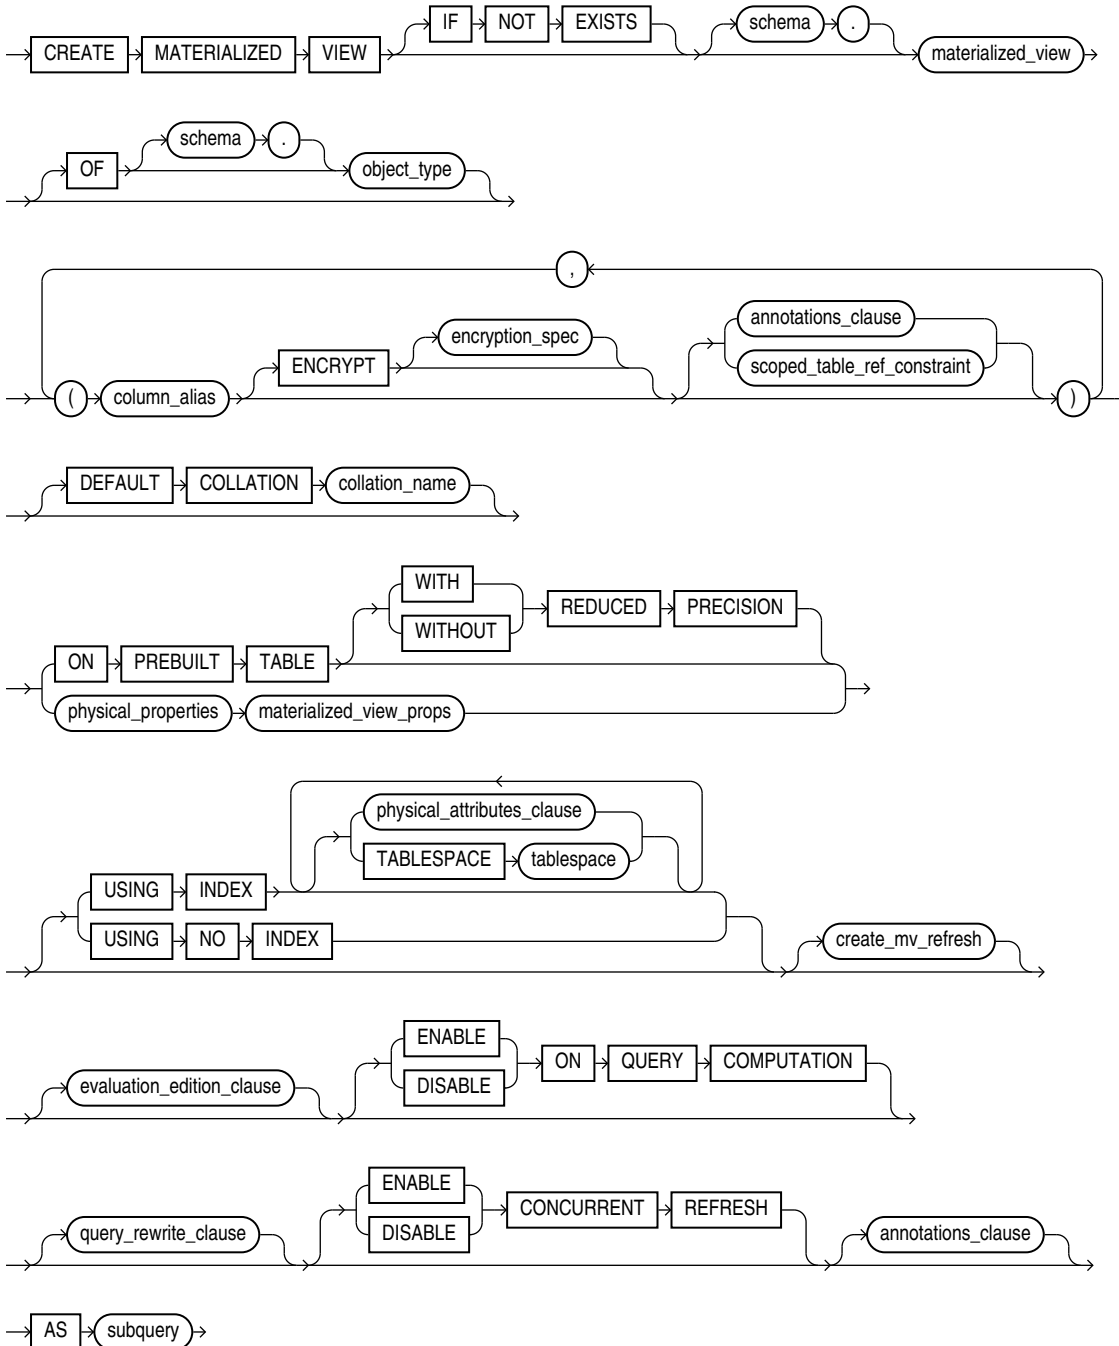 CREATE MATERIALIZED VIEW IF NOT EXISTS schema . materialized_view
OF schema . object_type
,
( column_alias ENCRYPT encryption_spec annotations_clause scoped_table_ref_constraint )
DEFAULT COLLATION collation_name
ON PREBUILT TABLE WITH WITHOUT REDUCED PRECISION
physical_properties materialized_view_props
USING INDEX physical_attributes_clause TABLESPACE tablespace
USING NO INDEX create_mv_refresh
evaluation_edition_clause ENABLE DISABLE ON QUERY COMPUTATION
query_rewrite_clause ENABLE DISABLE CONCURRENT REFRESH annotations_clause
AS subquery